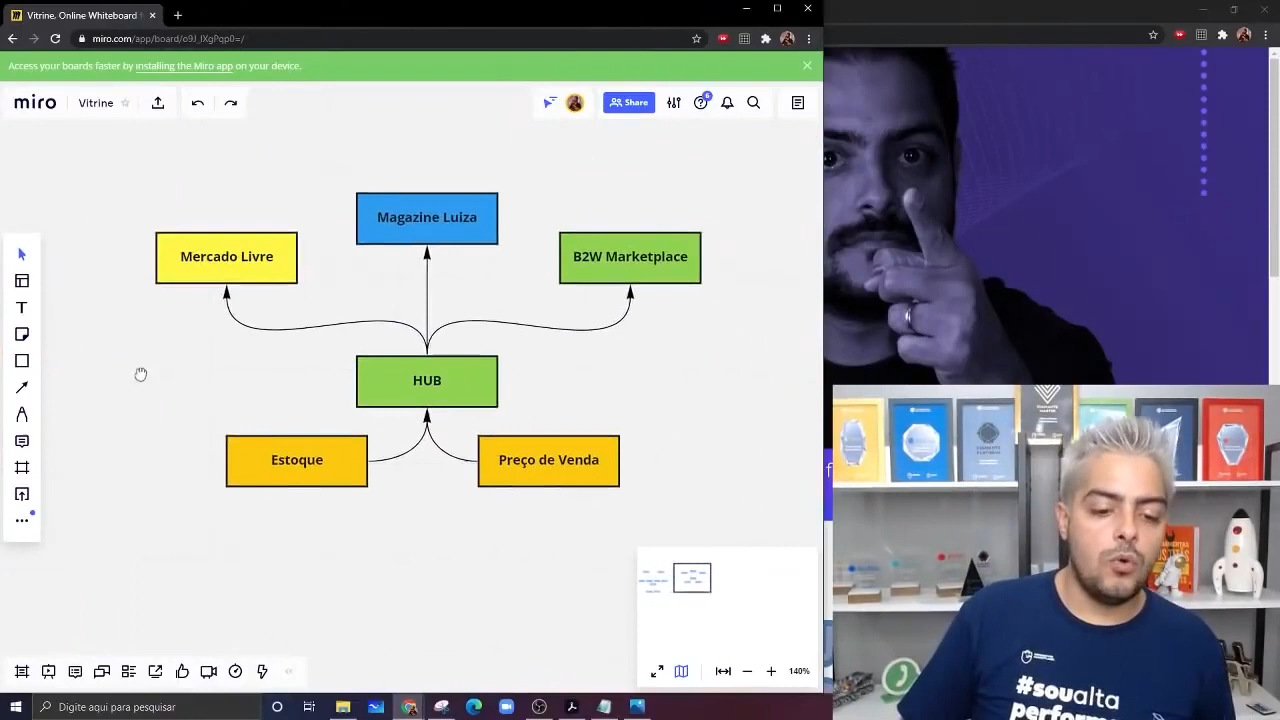 Vitrine, Online Whiteboard
miro.com/app/board/o9J_lXgPqp0=/
Access your boards faster by installing the Miro app on your device.
miro
Vitrine
Share
6
Magazine Luiza
Mercado Livre
B2W Marketplace
HUB
Estoque
Preço de Venda
140%
Digite aqui para pesquisar
#soualta